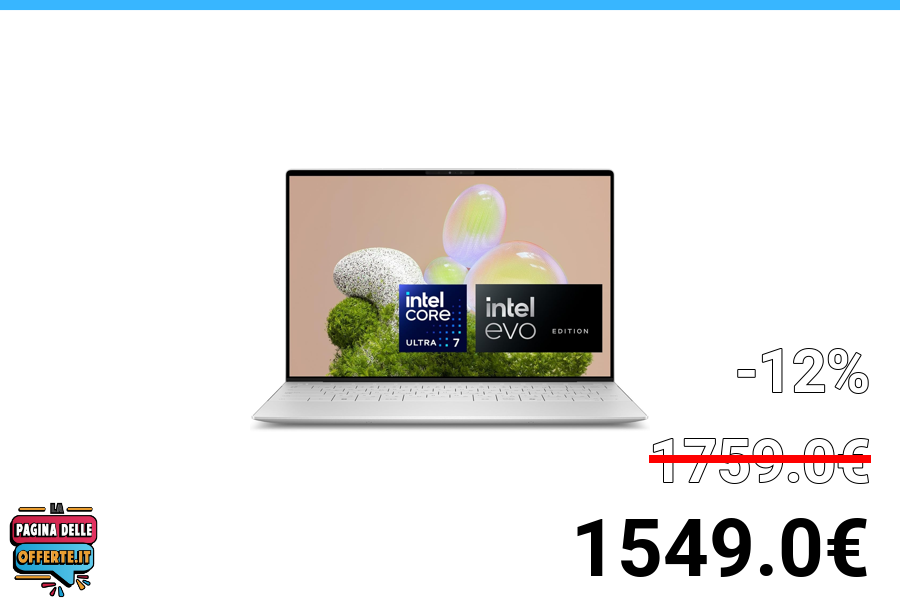 intel
CORE
ULTRA 7
intel
evo EDITION
-12%
1759.0€
1549.0€
LA
PAGINA DELLE
OFFERTE.IT